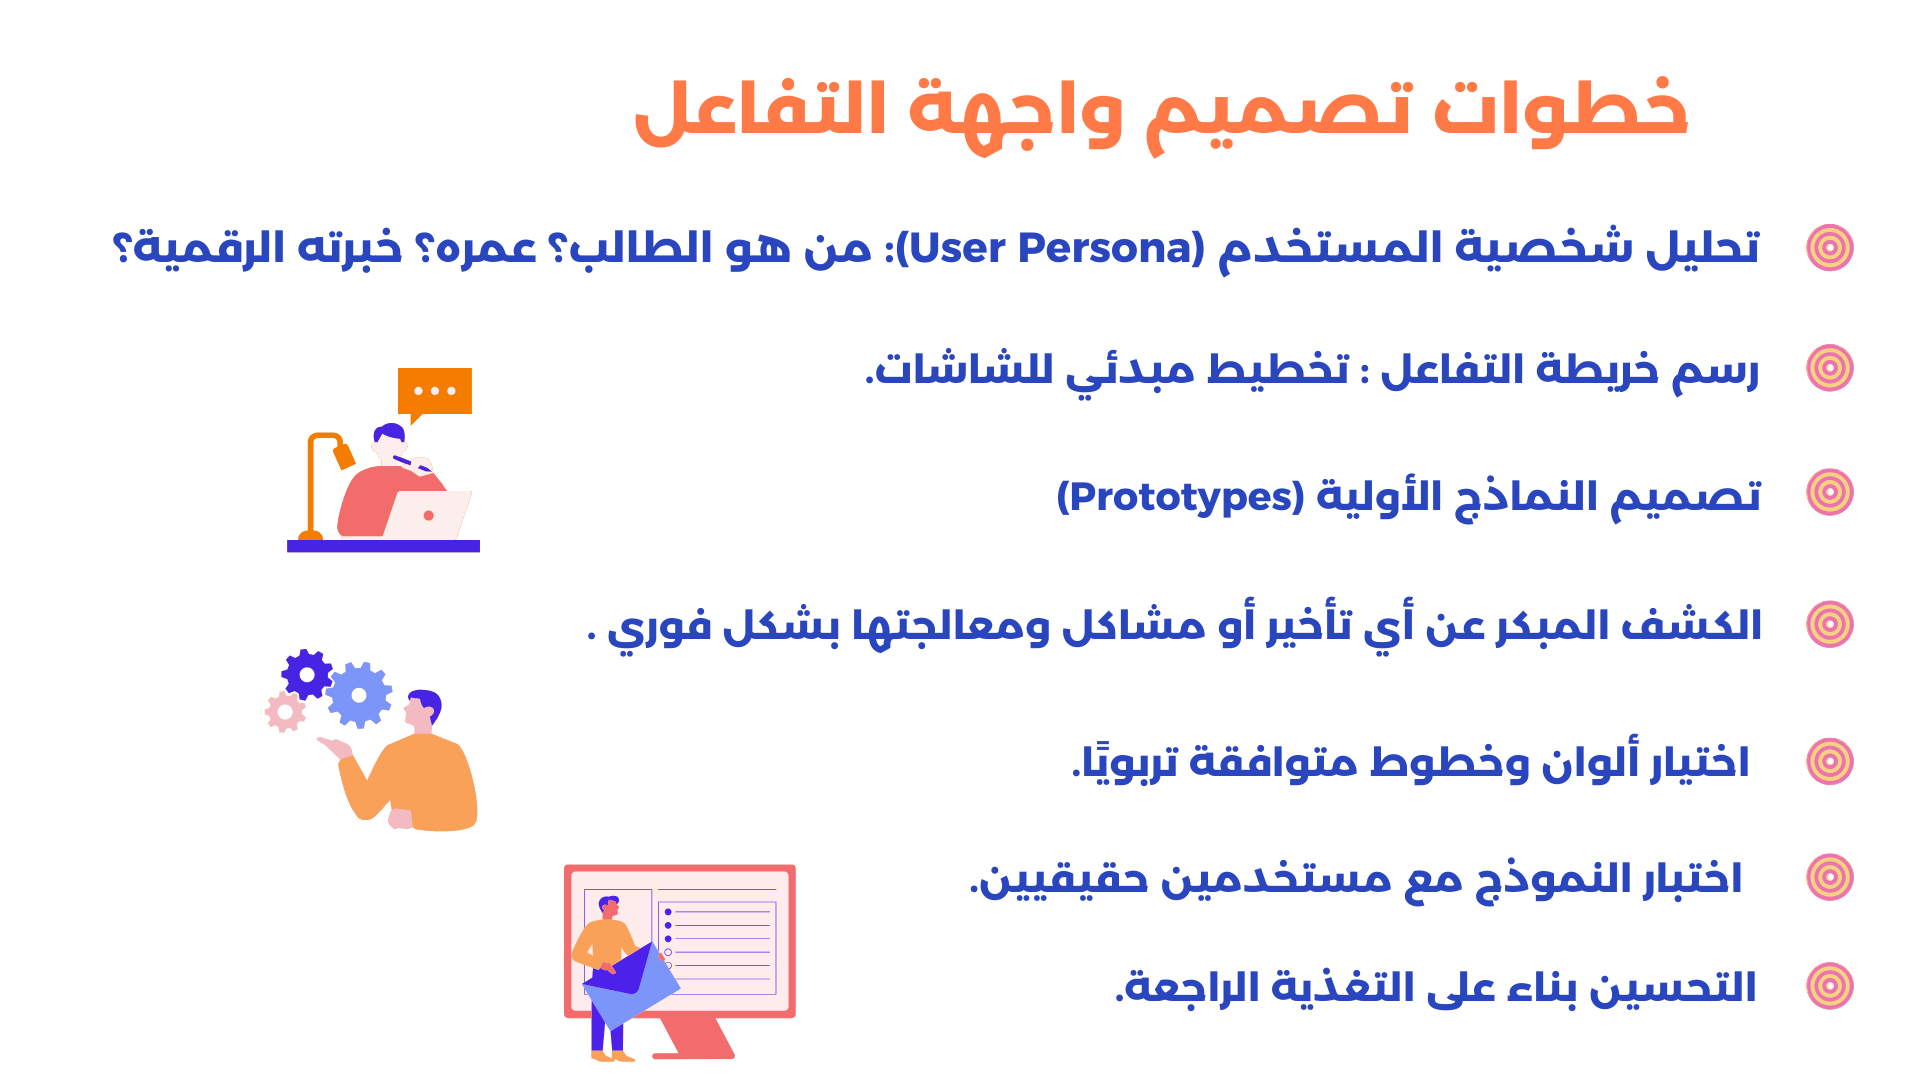 خطوات تصميم واجهة التفاعل
تحليل شخصية المستخدم (User Persona): من هو الطالب؟ عمره؟ خبرته الرقمية؟
رسم خريطة التفاعل : تخطيط مبدئي للشاشات.
تصميم النماذج الأولية (Prototypes)
الكشف المبكر عن أي تأخير أو مشاكل ومعالجتها بشكل فوري .
اختيار ألوان وخطوط متوافقة تربويًا.
اختبار النموذج مع مستخدمين حقيقيين.
التحسين بناء على التغذية الراجعة.